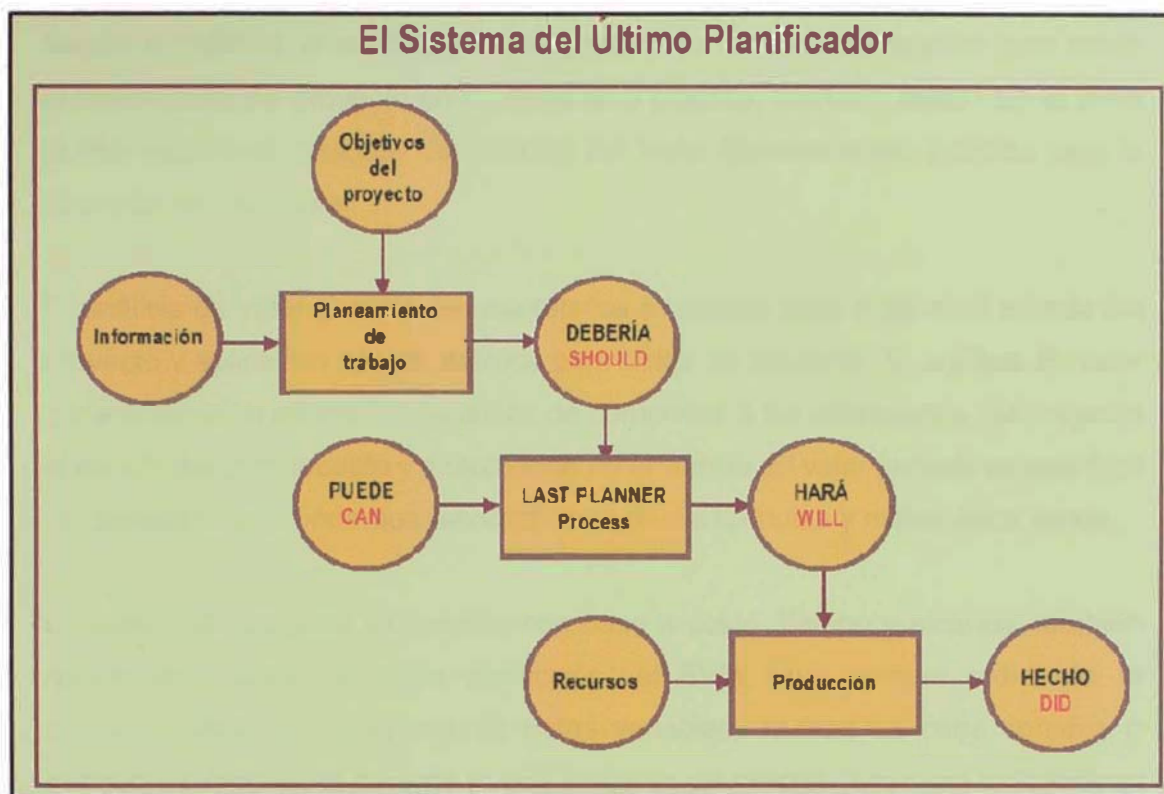 El Sistema del Último Planificador
Objetivos del
proyecto
Información
Planeamiento
de
trabajo
DEBERÍA
SHOULD
PUEDE
CAN
LAST PLANNER
Process
HARÁ
WILL
Recursos
Producción
HECHO
DID